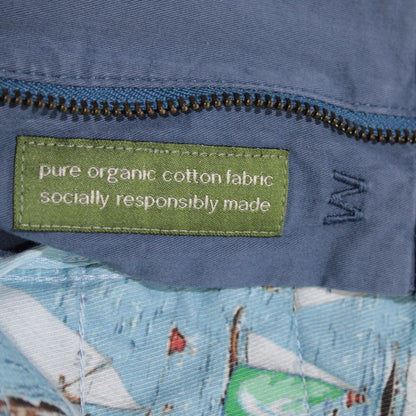 pure organic cotton fabric
socially responsibly made
M